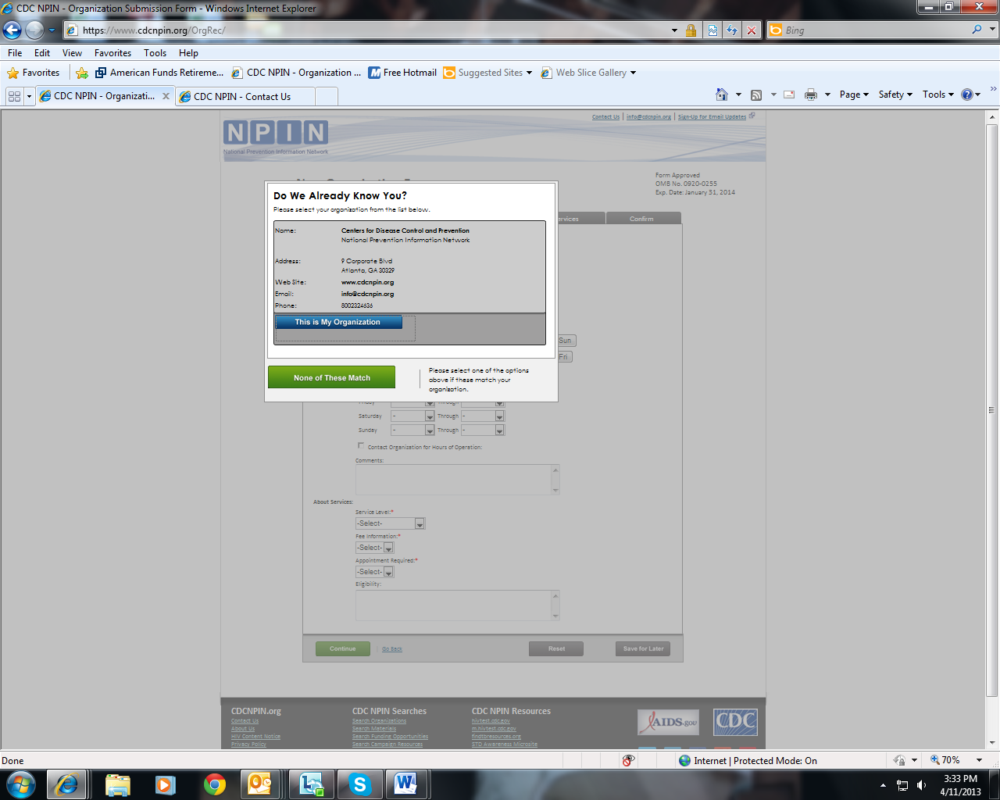 CDC NPIN - Organization Submission Form - Windows Internet Explorer
https://www.cdcnpin.org/OrgRec/
Bing
File Edit View Favorites Tools Help
Favorites American Funds Retireme... CDC NPIN - Organization ... Free Hotmail Suggested Sites Web Slice Gallery
CDC NPIN - Organizati... CDC NPIN - Contact Us
Page Safety Tools
Contact Us info@cdcnpin.org Sign-Up for Email Updates
NPIN
National Prevention Information Network
Form Approved
OMB No. 0920-0255
Exp. Date: January 31, 2014
Do We Already Know You?
Please select your organization from the list below.
ervices Confirm
Name: Centers for Disease Control and Prevention
National Prevention Information Network
Address: 9 Corporate Blvd
Atlanta, GA 30329
Web Site: www.cdcnpin.org
Email: info@cdcnpin.org
Phone: 8002324636
This is My Organization
Sun
Fri
None of These Match
Please select one of the options
above if these match your
organization.
Saturday - Through -
Sunday - Through -
Contact Organization for Hours of Operation:
Comments:
About Services:
Service Level:*
-Select-
Fee Information:*
-Select-
Appointment Required:*
-Select-
Eligibility:
Continue Go Back Reset Save for Later
CDCNPIN.org CDC NPIN Searches CDC NPIN Resources
Contact Us Search Organizations hivtest.cdc.gov
About Us Search Materials m.hivtest.cdc.gov
HIV Content Notice Search Funding Opportunities findtbresources.org
Privacy Policy Search Campaign Resources STD Awareness Microsite
AIDS.gov CDC
Done Internet | Protected Mode: On 70%
3:33 PM
4/11/2013